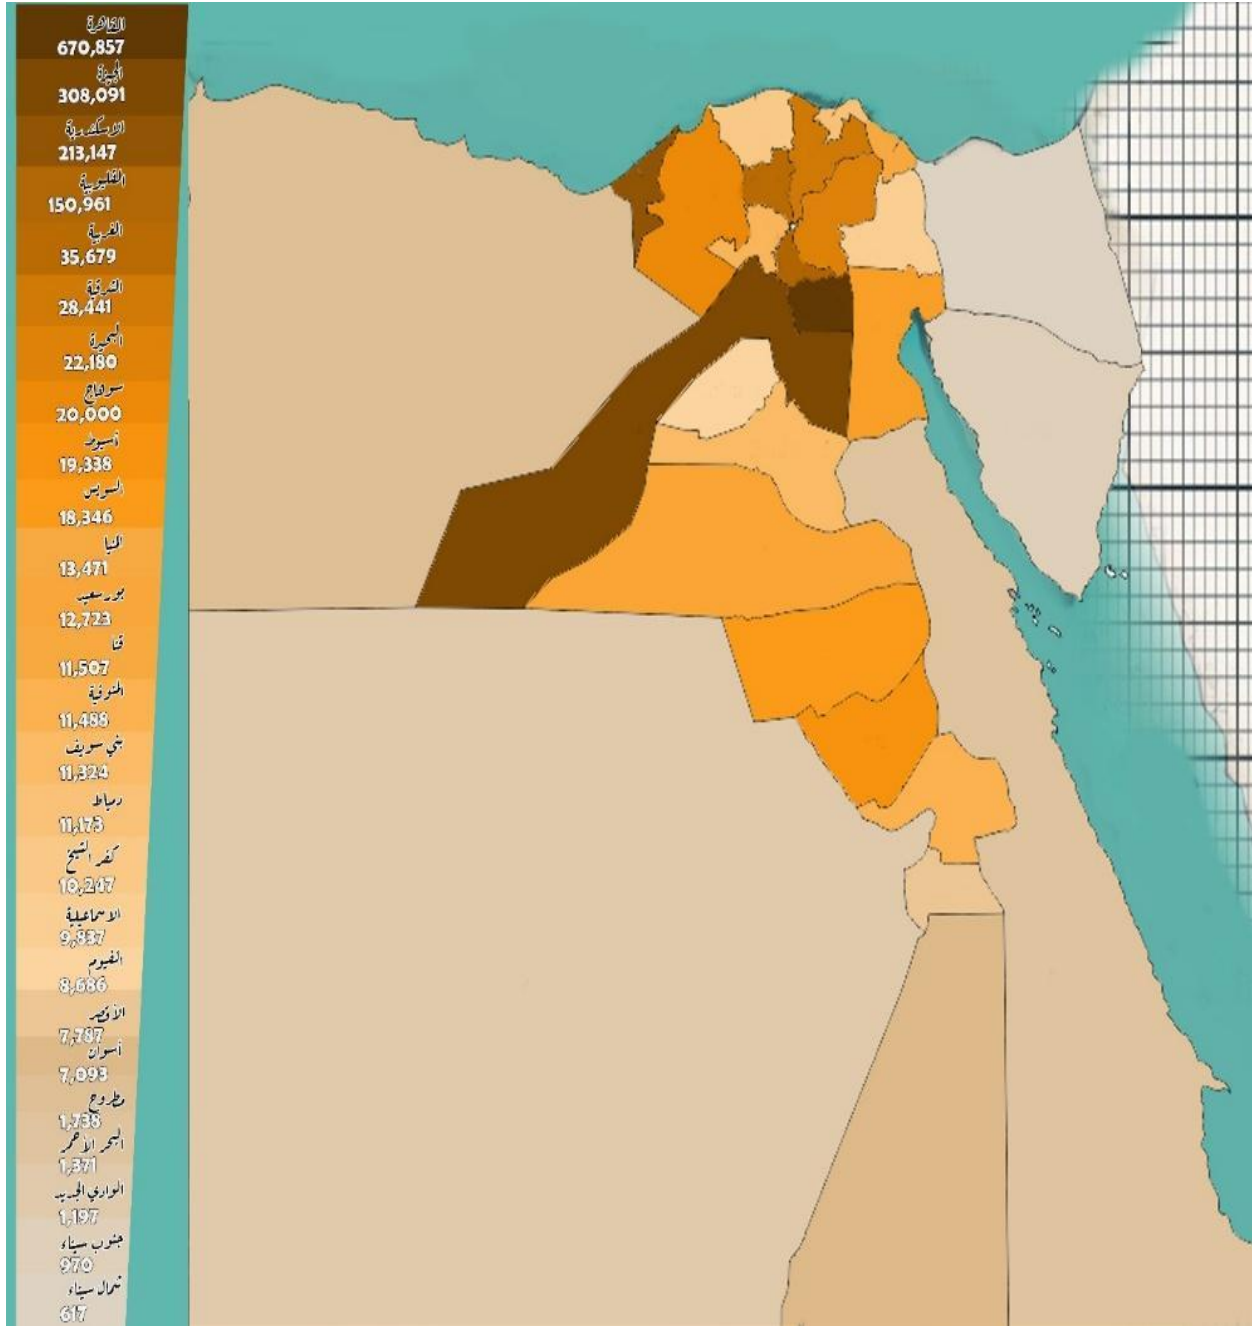 القاهرة
670,857
الجيزة
308,091
الاسكندرية
213,147
القليوبية
150,961
الغربية
35,679
الشرقية
28,441
البحيرة
22,180
سوهاج
20,000
أسيوط
19,338
السويس
18,346
المنيا
13,471
بورسعيد
12,723
قنا
11,507
المنوفية
11,488
بني سويف
11,324
دمياط
11,173
كفر الشيخ
10,247
الاسماعيلية
9,837
الفيوم
8,686
الأقصر
7,787
أسوان
7,093
مطروح
1,738
البحر الأحمر
1,371
الوادي الجديد
1,197
جنوب سيناء
970
شمال سيناء
617